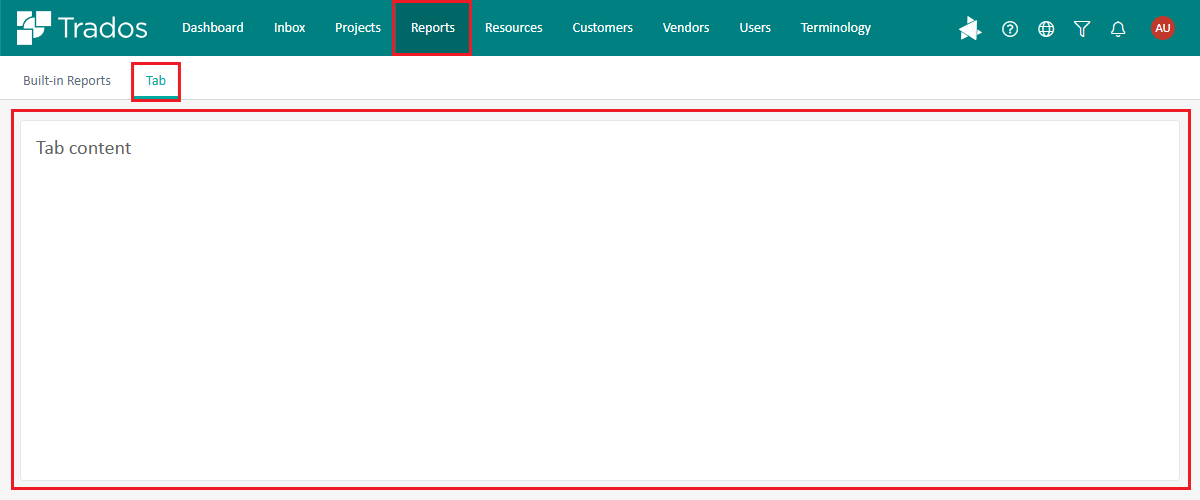 Trados Dashboard Inbox Projects Reports Resources Customers Vendors Users Terminology AU
Built-in Reports Tab
Tab content